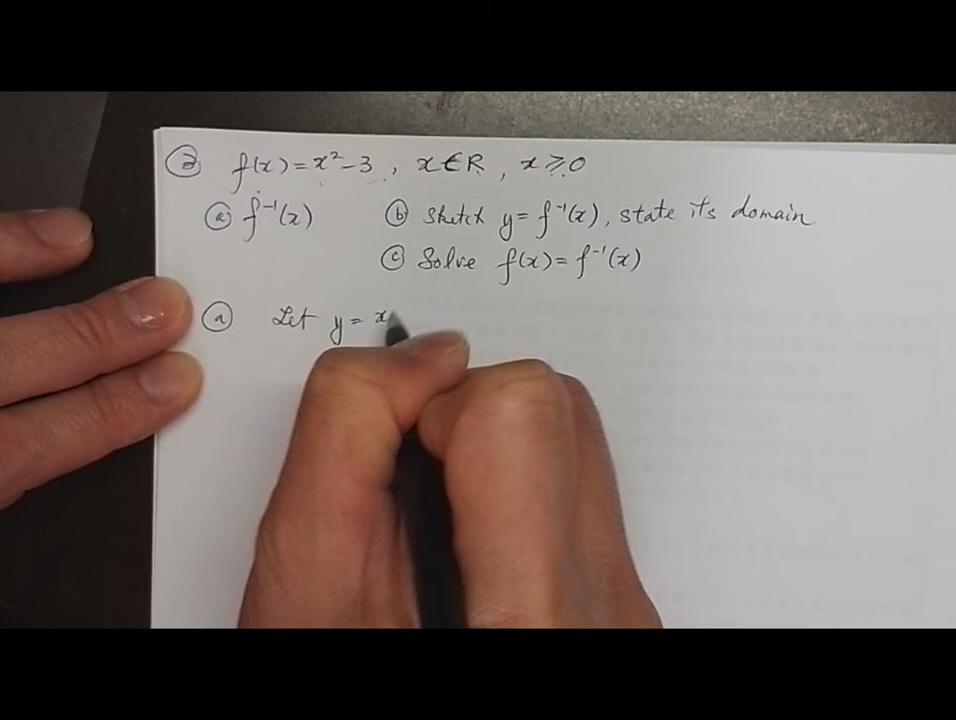 ② f(x) = x² – 3 , x ∈ R , x ≥ 0
ⓐ f⁻¹(x) ⓑ Sketch y = f⁻¹(x), state its domain
ⓒ Solve f(x) = f⁻¹(x)
ⓐ Let y = x